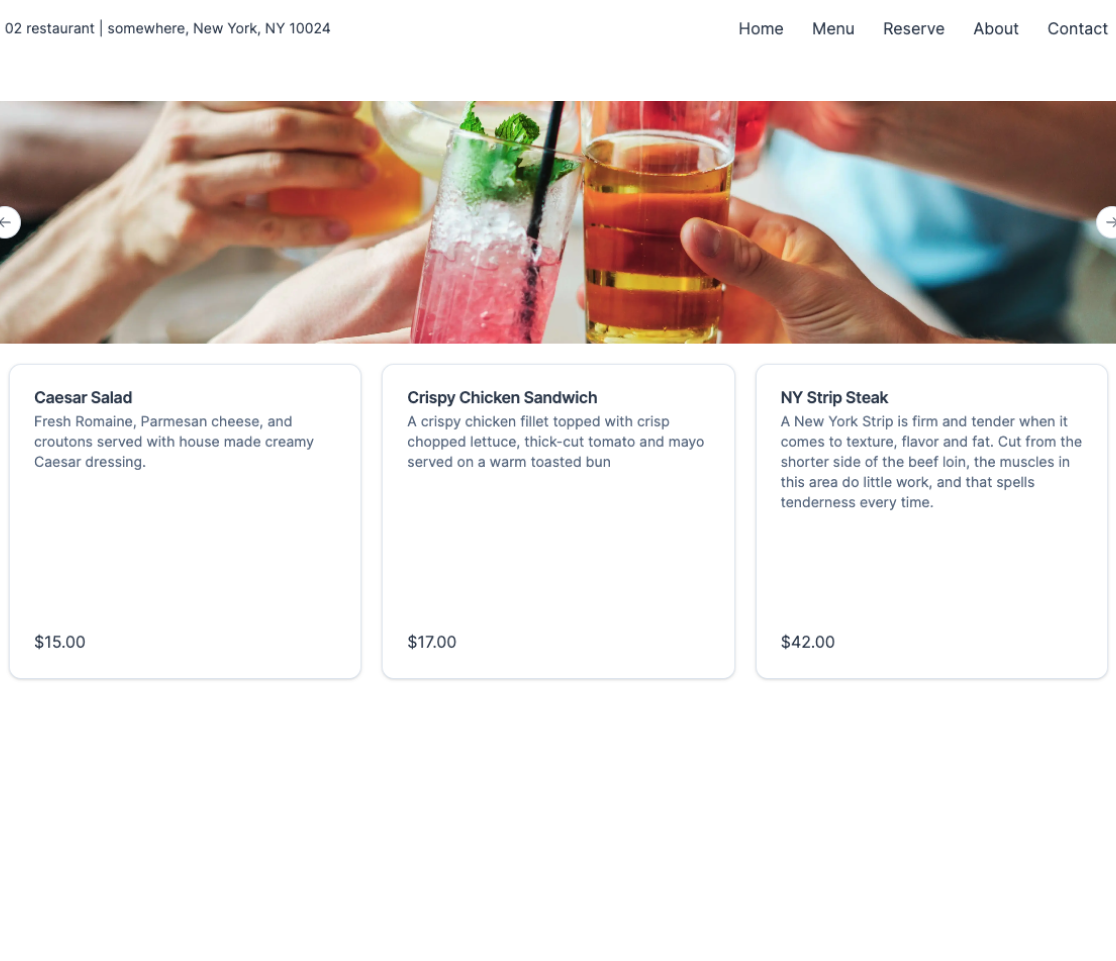 02 restaurant | somewhere, New York, NY 10024
Home Menu Reserve About Contact
Caesar Salad
Fresh Romaine, Parmesan cheese, and
croutons served with house made creamy
Caesar dressing.
$15.00
Crispy Chicken Sandwich
A crispy chicken fillet topped with crisp
chopped lettuce, thick-cut tomato and mayo
served on a warm toasted bun
$17.00
NY Strip Steak
A New York Strip is firm and tender when it
comes to texture, flavor and fat. Cut from the
shorter side of the beef loin, the muscles in
this area do little work, and that spells
tenderness every time.
$42.00